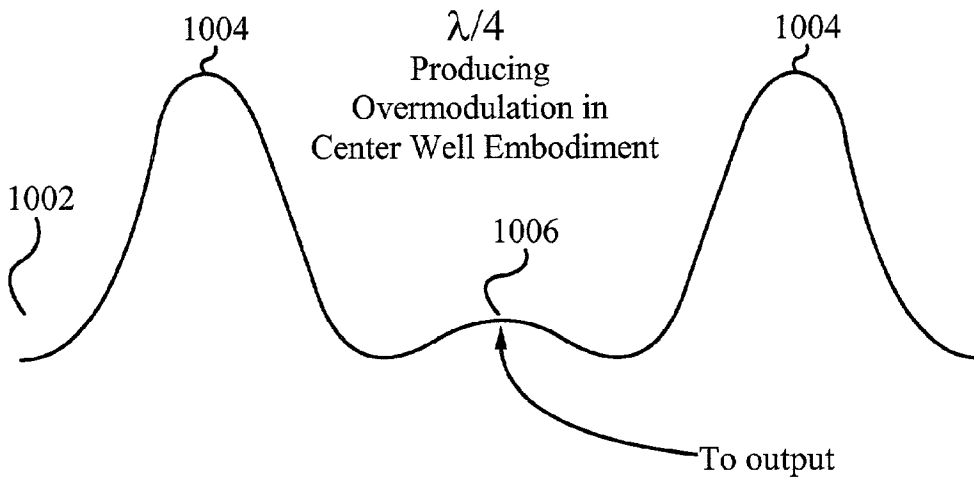 1004
λ/4
1004
Producing
Overmodulation in
Center Well Embodiment
1002
1006
To output